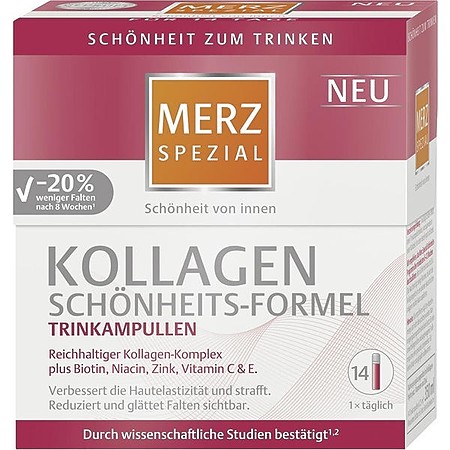 SCHÖNHEIT ZUM TRINKEN
NEU
MERZ
SPEZIAL
Schönheit von innen
√-20%
weniger Falten
nach 8 Wochen¹
KOLLAGEN
SCHÖNHEITS-FORMEL
TRINKAMPULLEN
Reichhaltiger Kollagen-Komplex
plus Biotin, Niacin, Zink, Vitamin C & E.
Verbessert die Hautelastizität und strafft.
Reduziert und glättet Falten sichtbar.
14
1× täglich
Durch wissenschaftliche Studien bestätigt¹,²